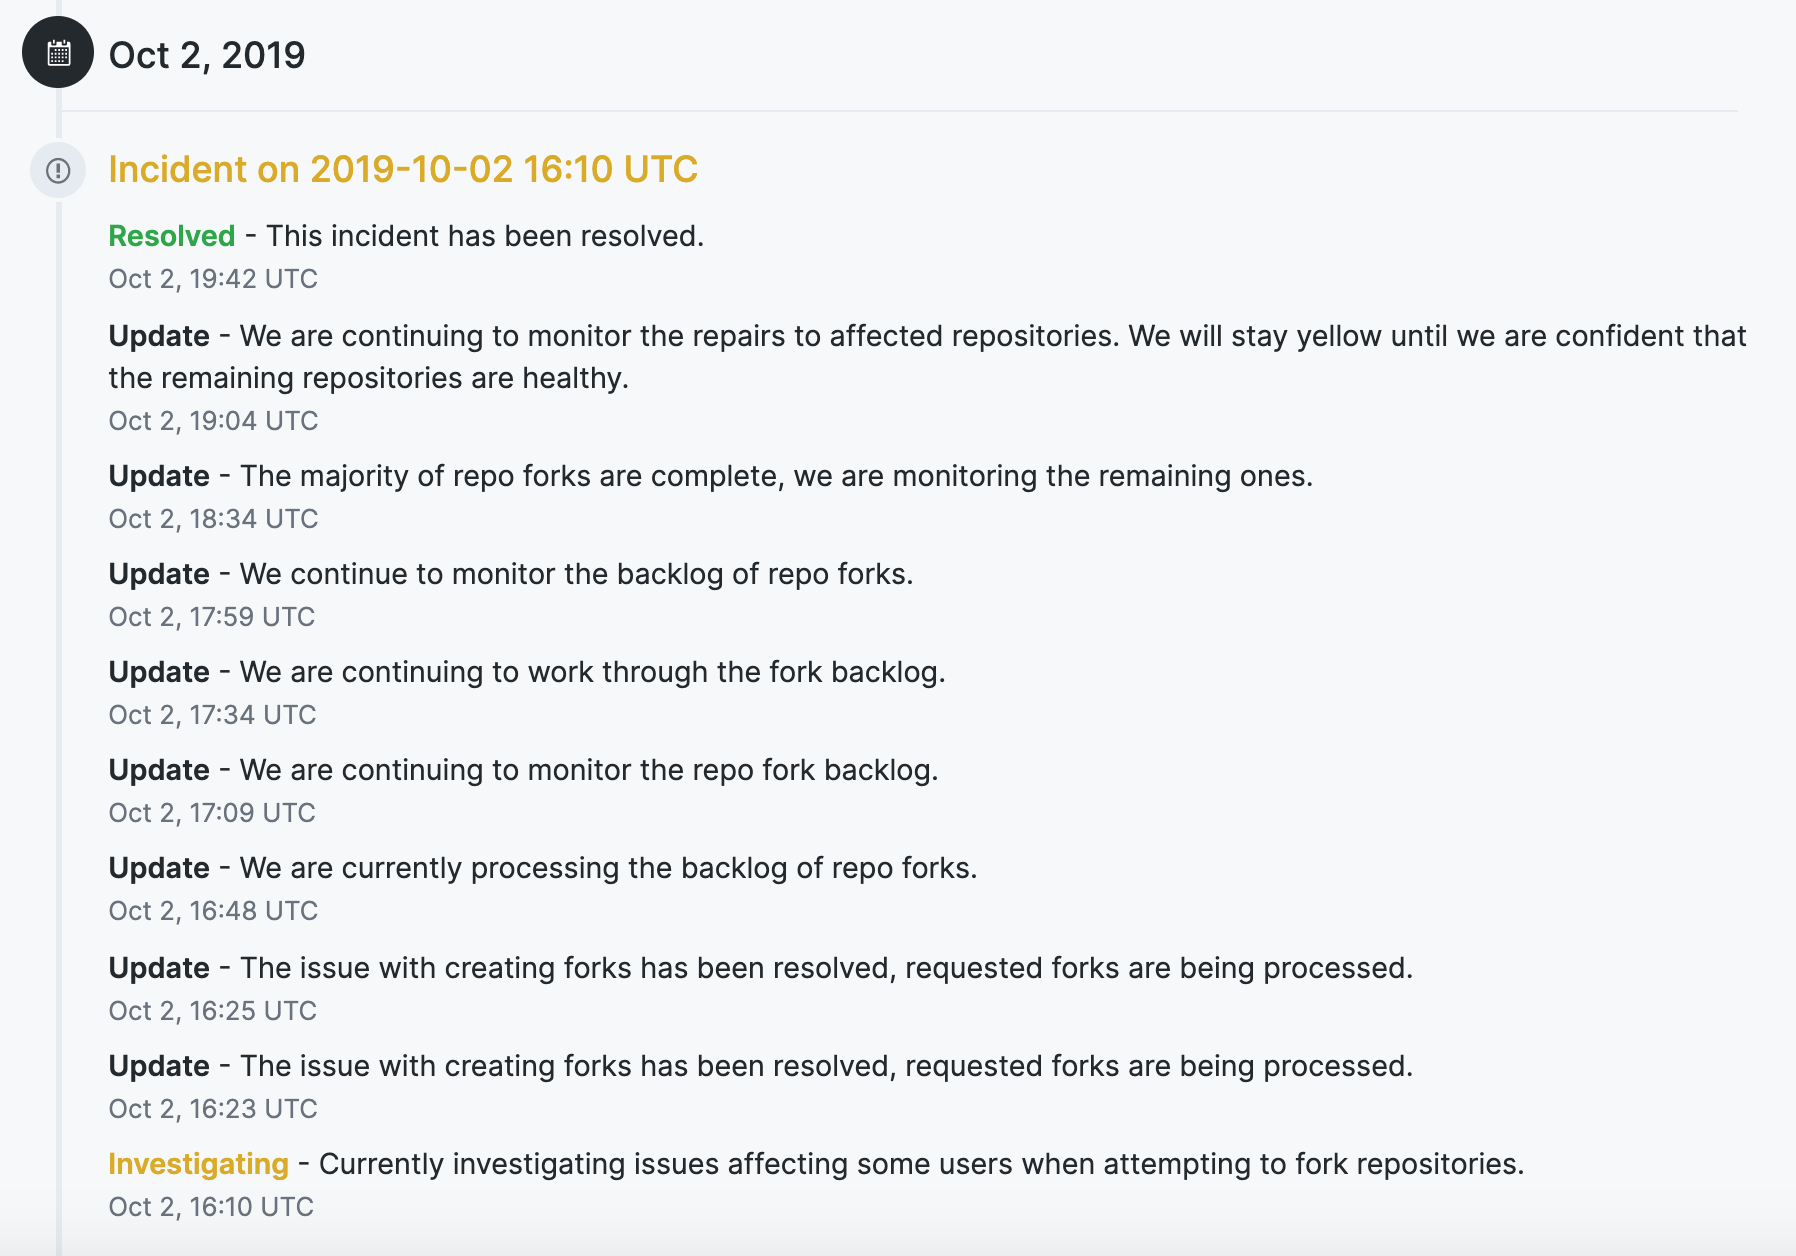 Oct 2, 2019
Incident on 2019-10-02 16:10 UTC
Resolved - This incident has been resolved.
Oct 2, 19:42 UTC
Update - We are continuing to monitor the repairs to affected repositories. We will stay yellow until we are confident that
the remaining repositories are healthy.
Oct 2, 19:04 UTC
Update - The majority of repo forks are complete, we are monitoring the remaining ones.
Oct 2, 18:34 UTC
Update - We continue to monitor the backlog of repo forks.
Oct 2, 17:59 UTC
Update - We are continuing to work through the fork backlog.
Oct 2, 17:34 UTC
Update - We are continuing to monitor the repo fork backlog.
Oct 2, 17:09 UTC
Update - We are currently processing the backlog of repo forks.
Oct 2, 16:48 UTC
Update - The issue with creating forks has been resolved, requested forks are being processed.
Oct 2, 16:25 UTC
Update - The issue with creating forks has been resolved, requested forks are being processed.
Oct 2, 16:23 UTC
Investigating - Currently investigating issues affecting some users when attempting to fork repositories.
Oct 2, 16:10 UTC